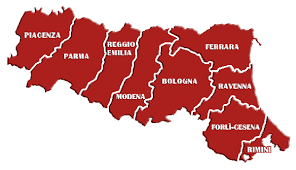 PIACENZA
PARMA
REGGIO
EMILIA
MODENA
BOLOGNA
FERRARA
RAVENNA
FORLÌ-CESENA
RIMINI